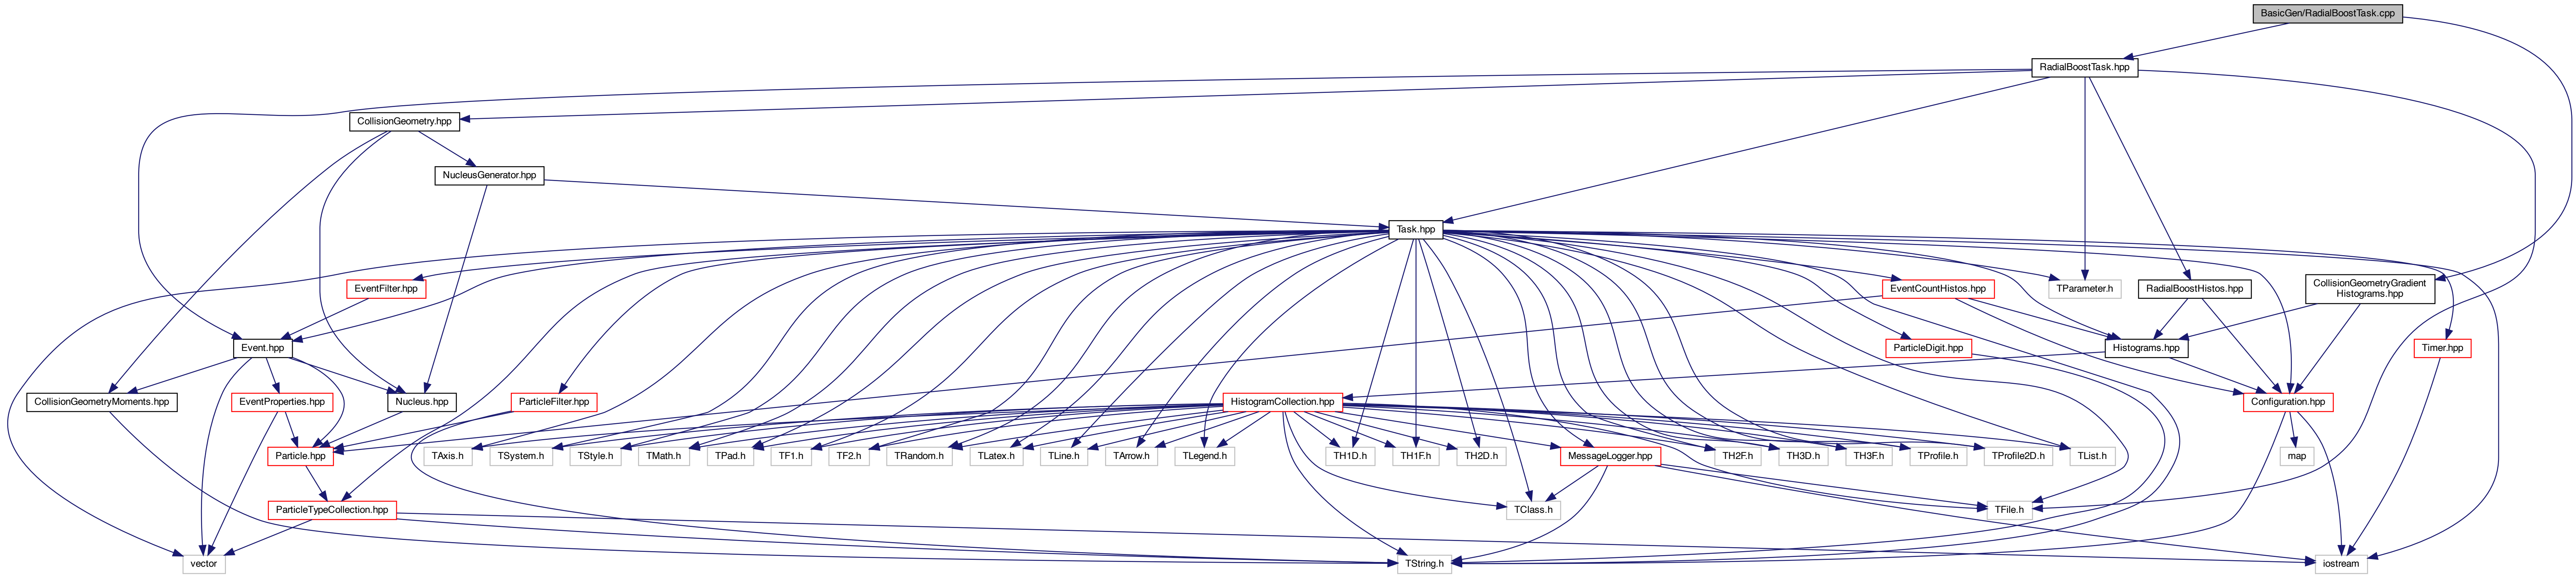 BasicGen/RadialBoostTask.cpp
RadialBoostTask.hpp
CollisionGeometry.hpp
NucleusGenerator.hpp
Task.hpp
EventFilter.hpp
EventCountHistos.hpp
TParameter.h
RadialBoostHistos.hpp
CollisionGeometryGradient
Histograms.hpp
Event.hpp
ParticleDigit.hpp
Histograms.hpp
Timer.hpp
CollisionGeometryMoments.hpp
EventProperties.hpp
Nucleus.hpp
ParticleFilter.hpp
HistogramCollection.hpp
Configuration.hpp
Particle.hpp
TAxis.h
TSystem.h
TStyle.h
TMath.h
TPad.h
TF1.h
TF2.h
TRandom.h
TLatex.h
TLine.h
TArrow.h
TLegend.h
TH1D.h
TH1F.h
TH2D.h
MessageLogger.hpp
TH2F.h
TH3D.h
TH3F.h
TProfile.h
TProfile2D.h
TList.h
map
ParticleTypeCollection.hpp
TClass.h
TFile.h
vector
TString.h
iostream